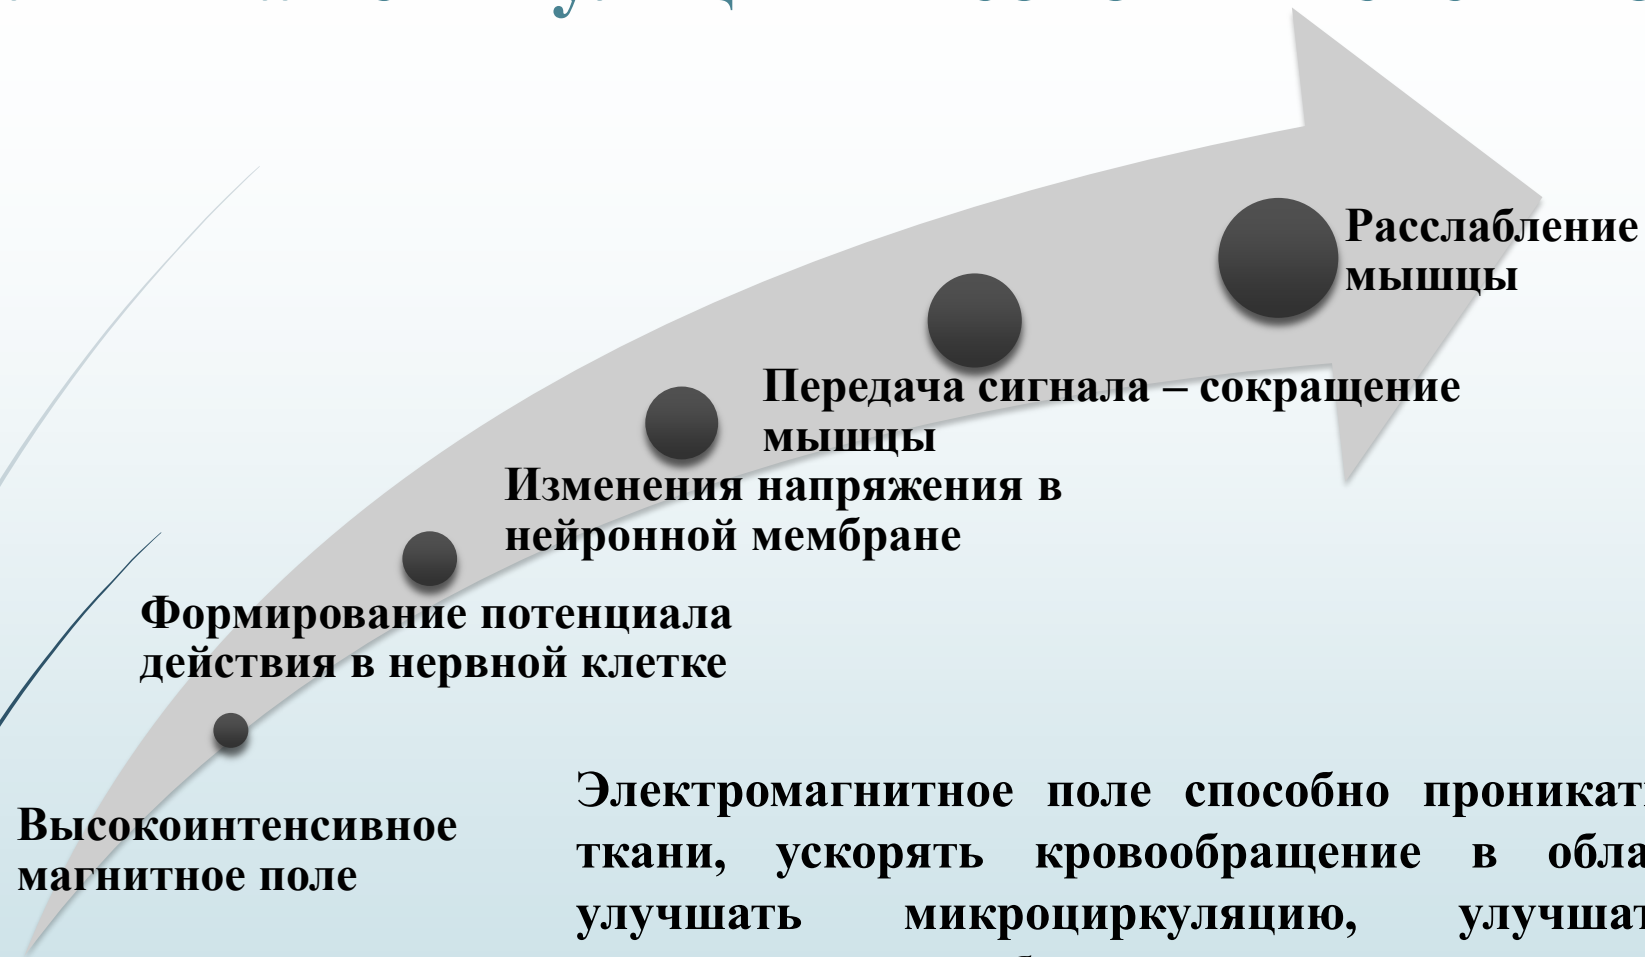 Расслабление
мышцы
Передача сигнала – сокращение
мышцы
Изменения напряжения в
нейронной мембране
Формирование потенциала
действия в нервной клетке
Высокоинтенсивное
магнитное поле
Электромагнитное поле способно
ткани, ускорять кровообращение в
улучшать микроциркуляцию,